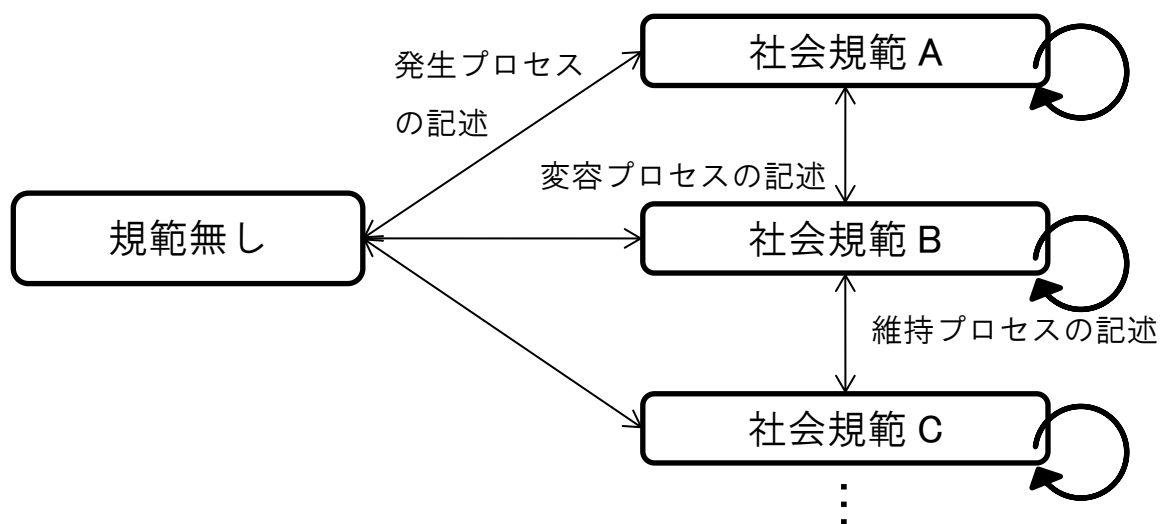 社会規範 A
発生プロセス
の記述
変容プロセスの記述
規範無し
社会規範 B
維持プロセスの記述
社会規範 C
⋮